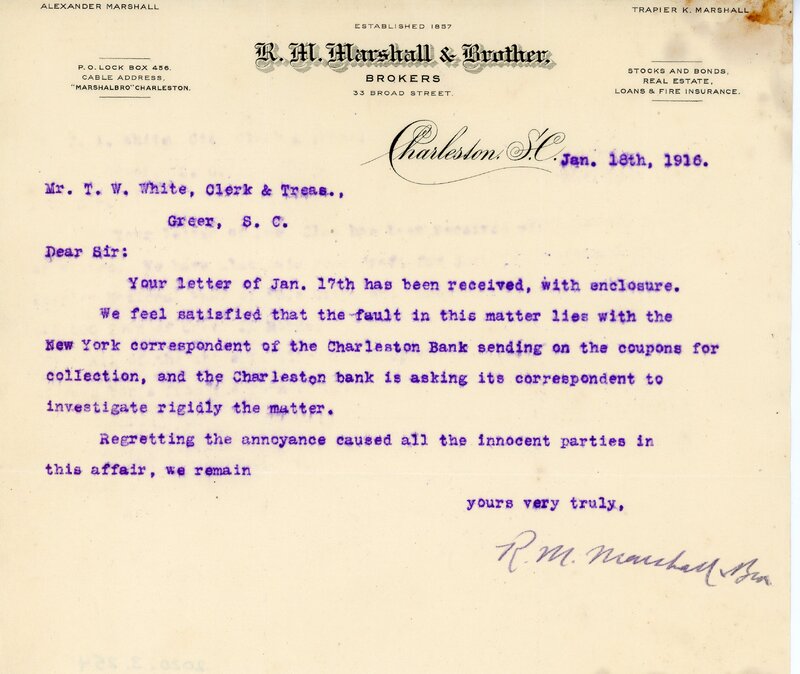 ALEXANDER MARSHALL
TRAPIER K. MARSHALL
ESTABLISHED 1857
R. M. Marshall & Brother,
BROKERS
33 BROAD STREET.
P. O. LOCK BOX 456.
CABLE ADDRESS,
"MARSHALBRO" CHARLESTON.
STOCKS AND BONDS,
REAL ESTATE,
LOANS & FIRE INSURANCE.
Charleston, S.C. Jan. 18th, 1916.
Mr. T. W. White, Clerk & Treas.,
Greer, S. C.
Dear Sir:
Your letter of Jan. 17th has been received, with enclosure.
We feel satisfied that the fault in this matter lies with the
New York correspondent of the Charleston Bank sending on the coupons for
collection, and the Charleston bank is asking its correspondent to
investigate rigidly the matter.
Regretting the annoyance caused all the innocent parties in
this affair, we remain
yours very truly,
R. M. Marshall & Bro.